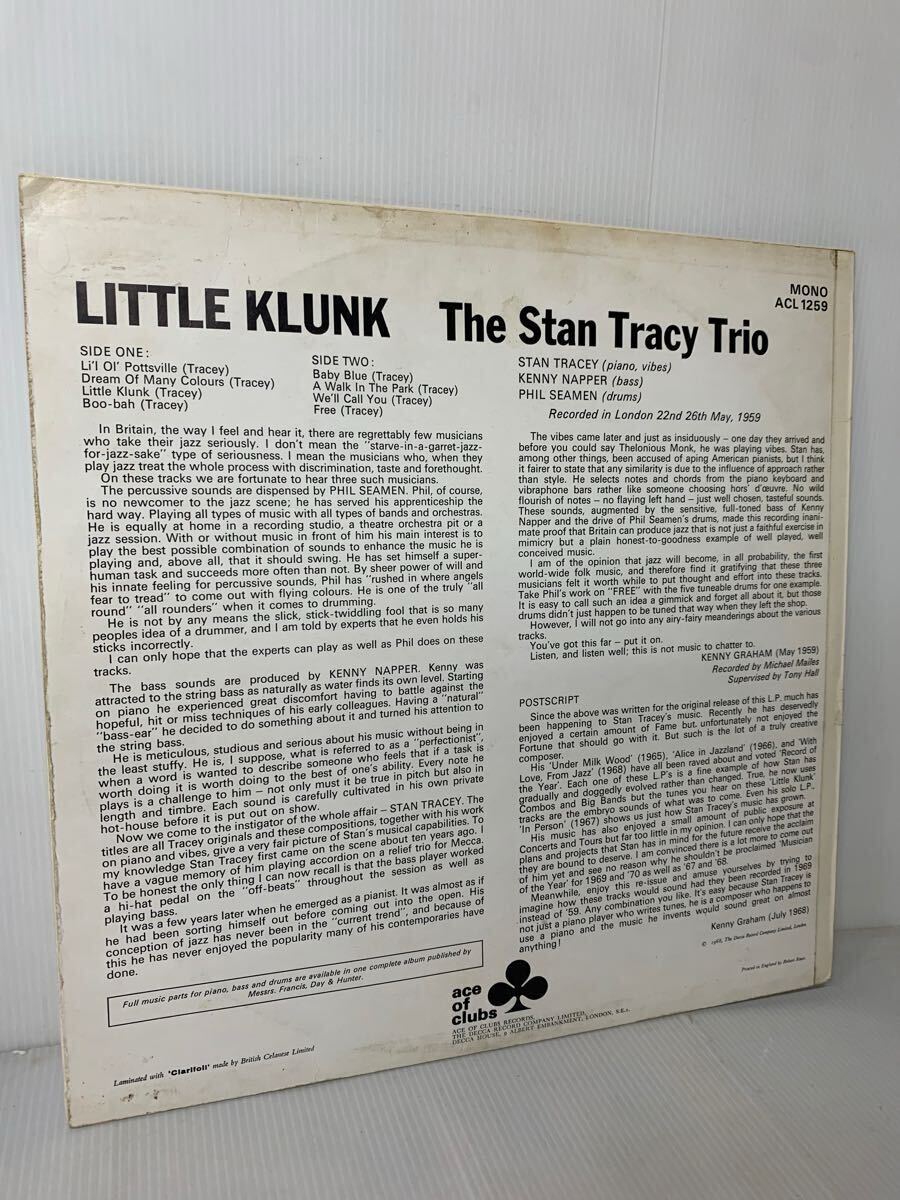 LITTLE KLUNK The Stan Tracy Trio
MONO
ACL 1259
SIDE ONE:
Li'l Ol' Pottsville (Tracey)
Dream Of Many Colours (Tracey)
Little Klunk (Tracey)
Boo-bah (Tracey)
SIDE TWO:
Baby Blue (Tracey)
A Walk In The Park (Tracey)
We'll Call You (Tracey)
Free (Tracey)
STAN TRACEY (piano, vibes)
KENNY NAPPER (bass)
PHIL SEAMEN (drums)
Recorded in London 22nd 26th May, 1959
In Britain, the way I feel and hear it, there are regrettably few musicians
who take their jazz seriously. I don't mean the "starve-in-a-garret-jazz-
for-jazz-sake" type of seriousness. I mean the musicians who, when they
play jazz treat the whole process with discrimination, taste and forethought.
On these tracks we are fortunate to hear three such musicians.
The percussive sounds are dispensed by PHIL SEAMEN. Phil, of course,
is no newcomer to the jazz scene; he has served his apprenticeship the
hard way. Playing all types of music with all types of bands and orchestras.
He is equally at home in a recording studio, a theatre orchestra pit or a
jazz session. With or without music in front of him his main interest is to
play the best possible combination of sounds to enhance the music he is
playing and, above all, that it should swing. He has set himself a super-
human task and succeeds more often than not. By sheer power of will and
his innate feeling for percussive sounds, Phil has "rushed in where angels
fear to tread" to come out with flying colours. He is one of the truly "all
round" "all rounders" when it comes to drumming.
He is not by any means the slick, stick-twiddling fool that is so many
peoples idea of a drummer, and I am told by experts that he even holds his
sticks incorrectly.
I can only hope that the experts can play as well as Phil does on these
tracks.
The bass sounds are produced by KENNY NAPPER. Kenny was
attracted to the string bass as naturally as water finds its own level. Starting
on piano he experienced great discomfort having to battle against the
hopeful, hit or miss techniques of his early colleagues. Having a "natural"
"bass-ear" he decided to do something about it and turned his attention to
the string bass.
He is meticulous, studious and serious about his music without being in
the least stuffy. He is, I suppose, what is referred to as a "perfectionist",
when a word is wanted to describe someone who feels that if a task is
worth doing it is worth doing to the best of one's ability. Every note he
plays is a challenge to him – not only must it be true in pitch but also in
length and timbre. Each sound is carefully cultivated in his own private
hot-house before it is put out on show.
Now we come to the instigator of the whole affair – STAN TRACEY. The
titles are all Tracey originals and these compositions, together with his work
on piano and vibes, give a very fair picture of Stan's musical capabilities. To
my knowledge Stan Tracey first came on the scene about ten years ago. I
have a vague memory of him playing accordion on a relief trio for Mecca.
To be honest the only thing I can now recall is that the bass player worked
a hi-hat pedal on the "off-beats" throughout the session as well as
playing bass.
It was a few years later when he emerged as a pianist. It was almost as if
he had been sorting himself out before coming out into the open. His
conception of jazz has never been in the "current trend", and because of
this he has never enjoyed the popularity many of his contemporaries have
done.
The vibes came later and just as insiduously – one day they arrived and
before you could say Thelonious Monk, he was playing vibes. Stan has,
among other things, been accused of aping American pianists, but I think
it fairer to state that any similarity is due to the influence of approach rather
than style. He selects notes and chords from the piano keyboard and
vibraphone bars rather like someone choosing hors' d'œuvre. No wild
flourish of notes – no flaying left hand – just well chosen, tasteful sounds.
These sounds, augmented by the sensitive, full-toned bass of Kenny
Napper and the drive of Phil Seamen's drums, made this recording inani-
mate proof that Britain can produce jazz that is not just a faithful exercise in
mimicry but a plain honest-to-goodness example of well played, well
conceived music.
I am of the opinion that jazz will become, in all probability, the first
world-wide folk music, and therefore find it gratifying that these three
musicians felt it worth while to put thought and effort into these tracks.
Take Phil's work on "FREE" with the five tuneable drums for one example.
It is easy to call such an idea a gimmick and forget all about it, but those
drums didn't just happen to be tuned that way when they left the shop.
However, I will not go into any airy-fairy meanderings about the various
tracks.
You've got this far – put it on.
Listen, and listen well; this is not music to chatter to.
KENNY GRAHAM (May 1959)
Recorded by Michael Mailes
Supervised by Tony Hall
POSTSCRIPT
Since the above was written for the original release of this L.P. much has
been happening to Stan Tracey's music. Recently he has deservedly
enjoyed a certain amount of Fame but unfortunately not enjoyed the
Fortune that should go with it. But such is the lot of a truly creative
composer.
His 'Under Milk Wood' (1965), 'Alice in Jazzland' (1966), and 'With
Love, From Jazz' (1968) have all been raved about and voted 'Record of
the Year'. Each one of these L.P's is a fine example of how Stan has
gradually and doggedly evolved rather than changed. True, he now uses
Combos and Big Bands but the tunes you hear on these 'Little Klunk'
tracks are the embryo sounds of what was to come. Even his solo L.P.,
'In Person' (1967) shows us just how Stan Tracey's music has grown.
His music has also enjoyed a small amount of public exposure at
Concerts and Tours but far too little in my opinion. I can only hope that the
plans and projects that Stan has in mind for the future receive the acclaim
they are bound to deserve. I am convinced there is a lot more to come out
of him yet and see no reason why he shouldn't be proclaimed 'Musician
of the Year' for 1969 and '70 as well as '67 and '68.
Meanwhile, enjoy this re-issue and amuse yourselves by trying to
imagine how these tracks would sound had they been recorded in 1969
instead of '59. Any combination you like. It's easy because Stan Tracey is
not just a piano player who writes tunes, he is a composer who happens to
use a piano and the music he invents would sound great on almost
anything!
Kenny Graham (July 1968)
© 1968, The Decca Record Company Limited, London
Printed in England by Robert Stace
Full music parts for piano, bass and drums are available in one complete album published by
Messrs. Francis, Day & Hunter.
ace
of
clubs
ACE OF CLUBS RECORDS,
THE DECCA RECORD COMPANY LIMITED,
DECCA HOUSE, 9 ALBERT EMBANKMENT, LONDON, S.E.1.
Laminated with 'Clarifoil' made by British Celanese Limited